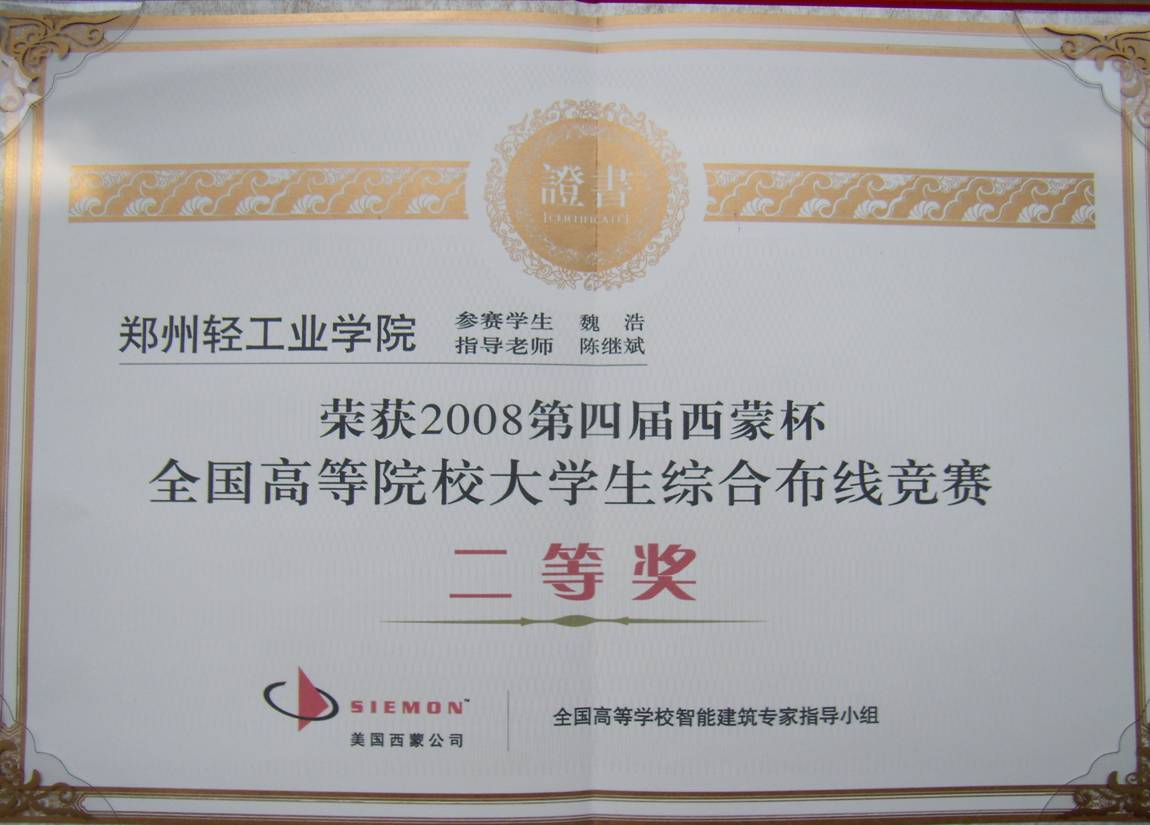 證書
[CERTIFICATE]
郑州轻工业学院
参赛学生 魏 浩
指导老师 陈继斌
荣获2008第四届西蒙杯
全国高等院校大学生综合布线竞赛
二等奖
SIEMON™
美国西蒙公司
全国高等学校智能建筑专家指导小组